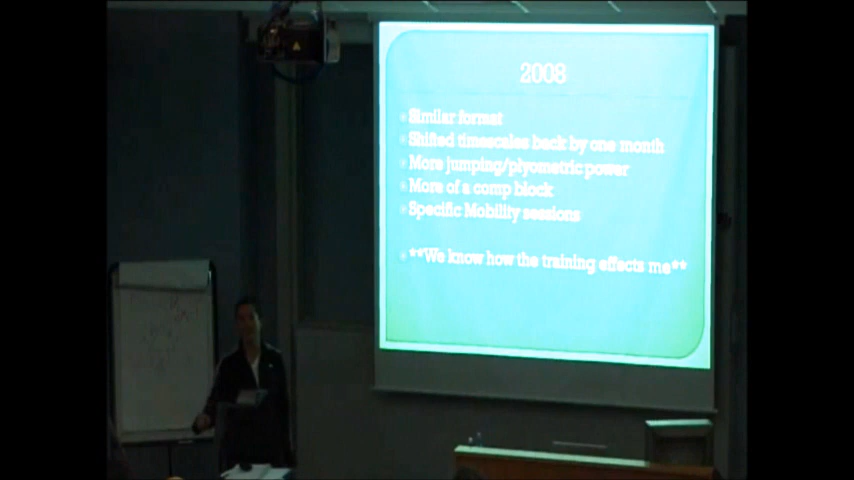 2008
Similar format
Shifted timescales back by one month
More jumping/plyometric power
More of a comp block
Specific Mobility sessions
**We know how the training effects me**